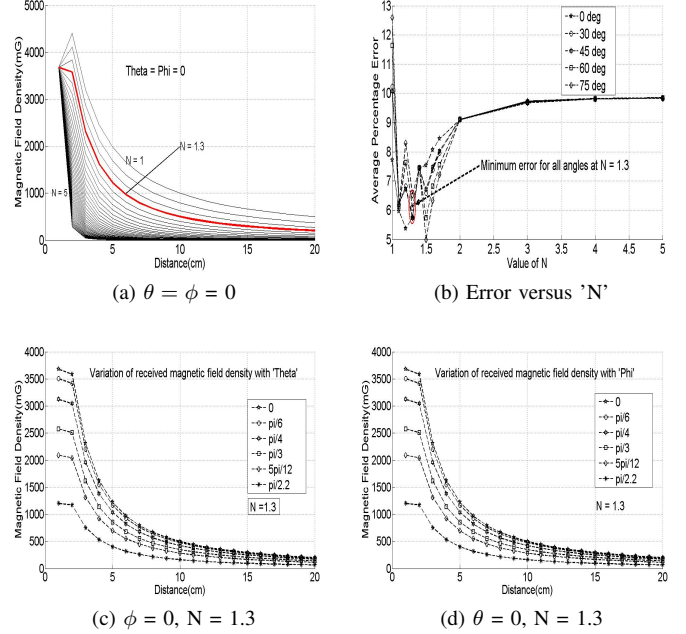 Magnetic Field Density(mG)
5000
4000
3000
2000
1000
0
Theta = Phi = 0
N = 1
N = 1.3
N = 5
0
5
10
15
20
Distance(cm)
(a) θ = ϕ = 0
Average Percentage Error
13
12
11
10
9
8
7
6
5
0 deg
30 deg
45 deg
60 deg
75 deg
Minimum error for all angles at N = 1.3
1
1.5
2
2.5
3
3.5
4
4.5
5
Value of N
(b) Error versus 'N'
Magnetic Field Density(mG)
4000
3500
3000
2500
2000
1500
1000
500
0
Variation of received magnetic field density with 'Theta'
0
pi/6
pi/4
pi/3
5pi/12
pi/2.2
N =1.3
0
5
10
15
20
Distance(cm)
(c) ϕ = 0, N = 1.3
Magnetic Field Density(mG)
4000
3500
3000
2500
2000
1500
1000
500
0
Variation of received magnetic field density with 'Phi'
0
pi/6
pi/4
pi/3
5pi/12
pi/2.2
N =1.3
0
5
10
15
20
Distance(cm)
(d) θ = 0, N = 1.3